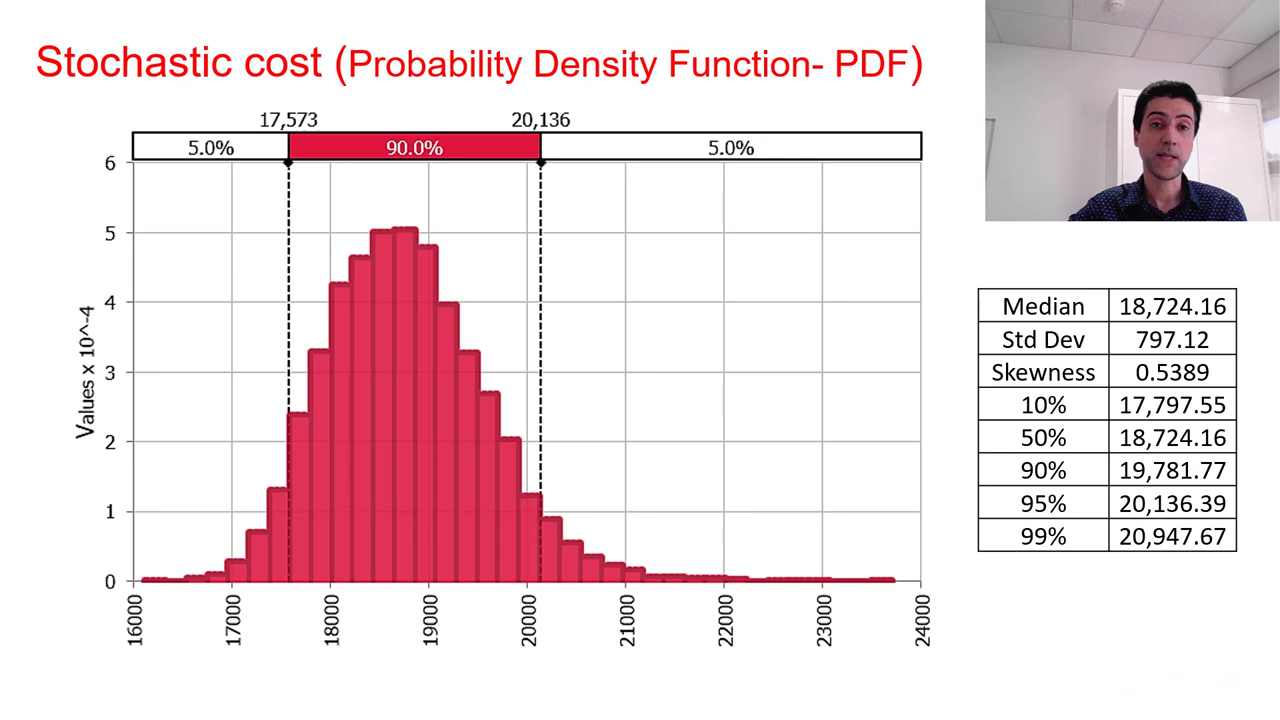 Stochastic cost (Probability Density Function- PDF)
17,573 20,136
5.0% 90.0% 5.0%
6
5
4
3
2
1
0
Values x 10^-4
16000 17000 18000 19000 20000 21000 22000 23000 24000
Median 18,724.16
Std Dev 797.12
Skewness 0.5389
10% 17,797.55
50% 18,724.16
90% 19,781.77
95% 20,136.39
99% 20,947.67